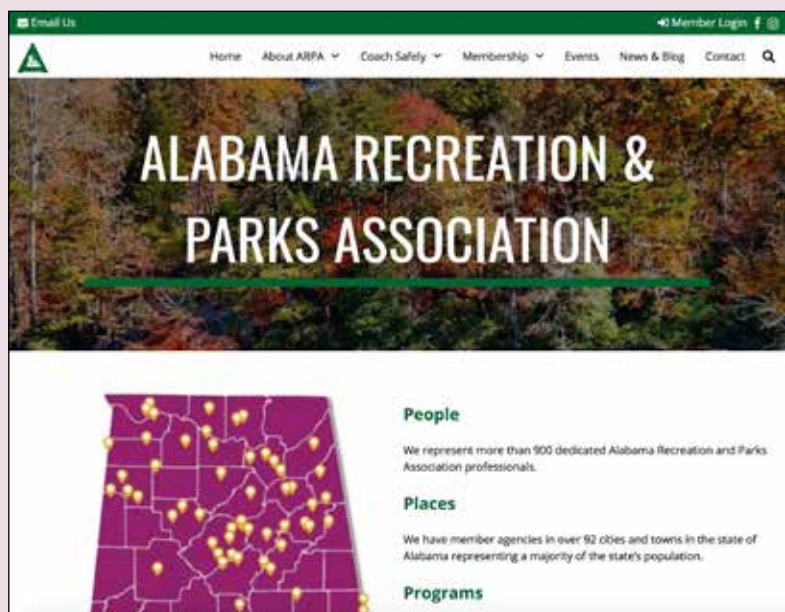 Email Us
Member Login
Home About ARPA Coach Safely Membership Events News & Blog Contact
ALABAMA RECREATION &
PARKS ASSOCIATION
People
We represent more than 900 dedicated Alabama Recreation and Parks
Association professionals.
Places
We have member agencies in over 92 cities and towns in the state of
Alabama representing a majority of the state's population.
Programs